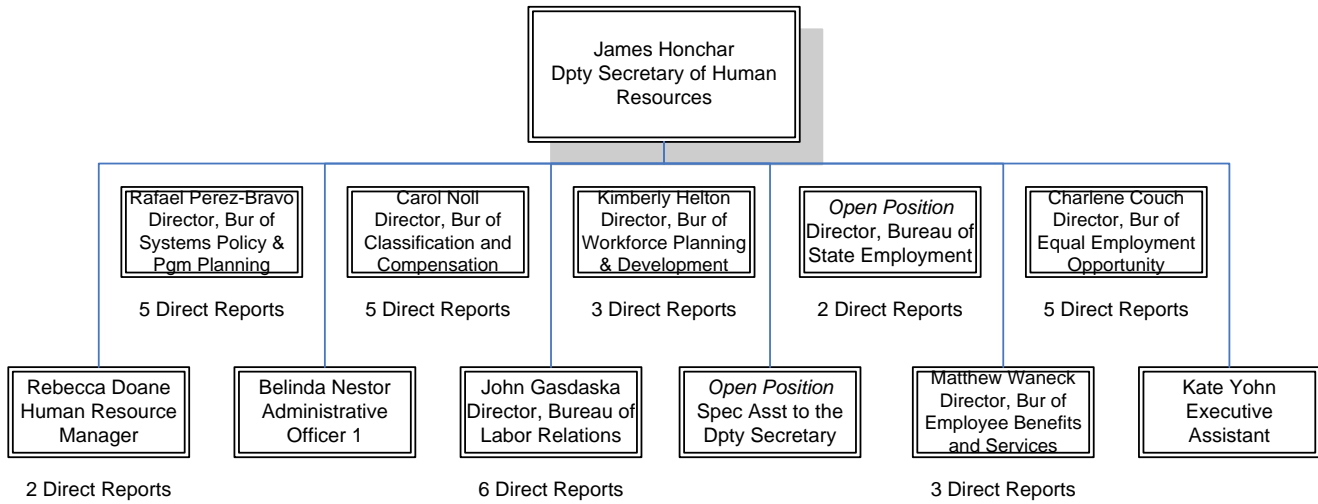 James Honchar
Dpty Secretary of Human
Resources
Rafael Perez-Bravo
Director, Bur of
Systems Policy &
Pgm Planning
5 Direct Reports
Carol Noll
Director, Bur of
Classification and
Compensation
5 Direct Reports
Kimberly Helton
Director, Bur of
Workforce Planning
& Development
3 Direct Reports
Open Position
Director, Bureau of
State Employment
2 Direct Reports
Charlene Couch
Director, Bur of
Equal Employment
Opportunity
5 Direct Reports
Rebecca Doane
Human Resource
Manager
2 Direct Reports
Belinda Nestor
Administrative
Officer 1
John Gasdaska
Director, Bureau of
Labor Relations
6 Direct Reports
Open Position
Spec Asst to the
Dpty Secretary
Matthew Waneck
Director, Bur of
Employee Benefits
and Services
3 Direct Reports
Kate Yohn
Executive
Assistant